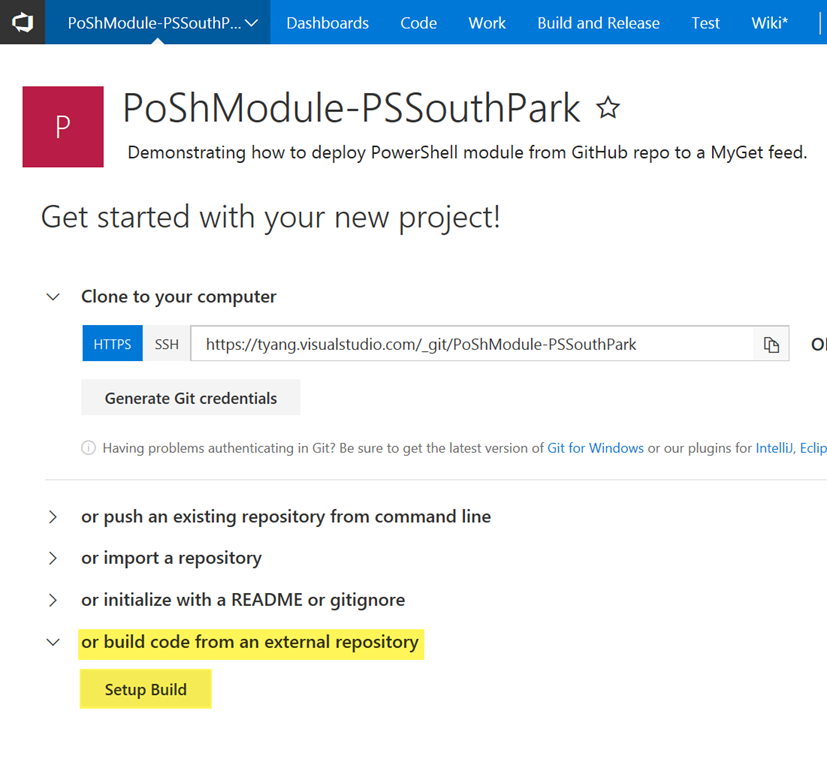 PoShModule-PSSouthP... Dashboards Code Work Build and Release Test Wiki*
P
PoShModule-PSSouthPark
Demonstrating how to deploy PowerShell module from GitHub repo to a MyGet feed.
Get started with your new project!
Clone to your computer
HTTPS SSH https://tyang.visualstudio.com/_git/PoShModule-PSSouthPark
Generate Git credentials
Having problems authenticating in Git? Be sure to get the latest version of Git for Windows or our plugins for IntelliJ, Eclip
or push an existing repository from command line
or import a repository
or initialize with a README or gitignore
or build code from an external repository
Setup Build